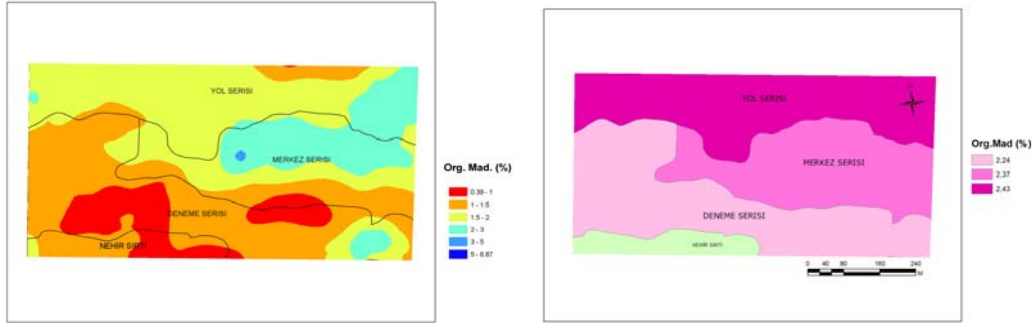 YOL SERISI
MERKEZ SERISI
DENEME SERISI
NEHIR SIRTI
Org. Mad. (%)
0.39 - 1
1 - 1.5
1.5 - 2
2 - 3
3 - 5
5 - 6.87
YOL SERISI
MERKEZ SERISI
DENEME SERISI
NEHIR SIRTI
Org.Mad (%)
2,24
2,37
2,43
0 40 80 160 240
M